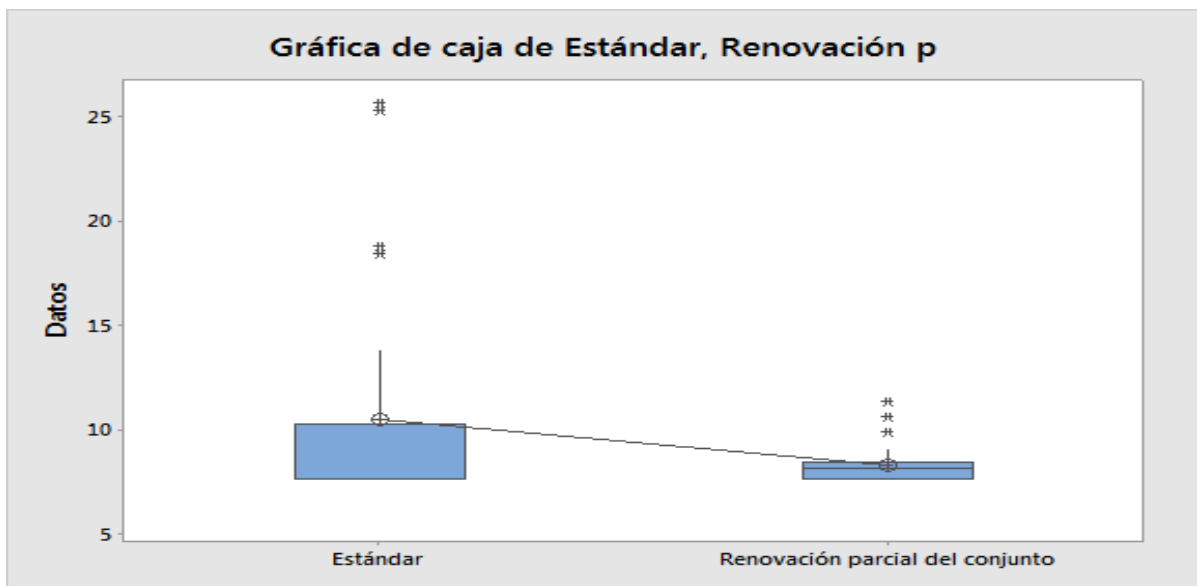 Gráfica de caja de Estándar, Renovación p
25
20
15
10
5
Datos
Estándar
Renovación parcial del conjunto